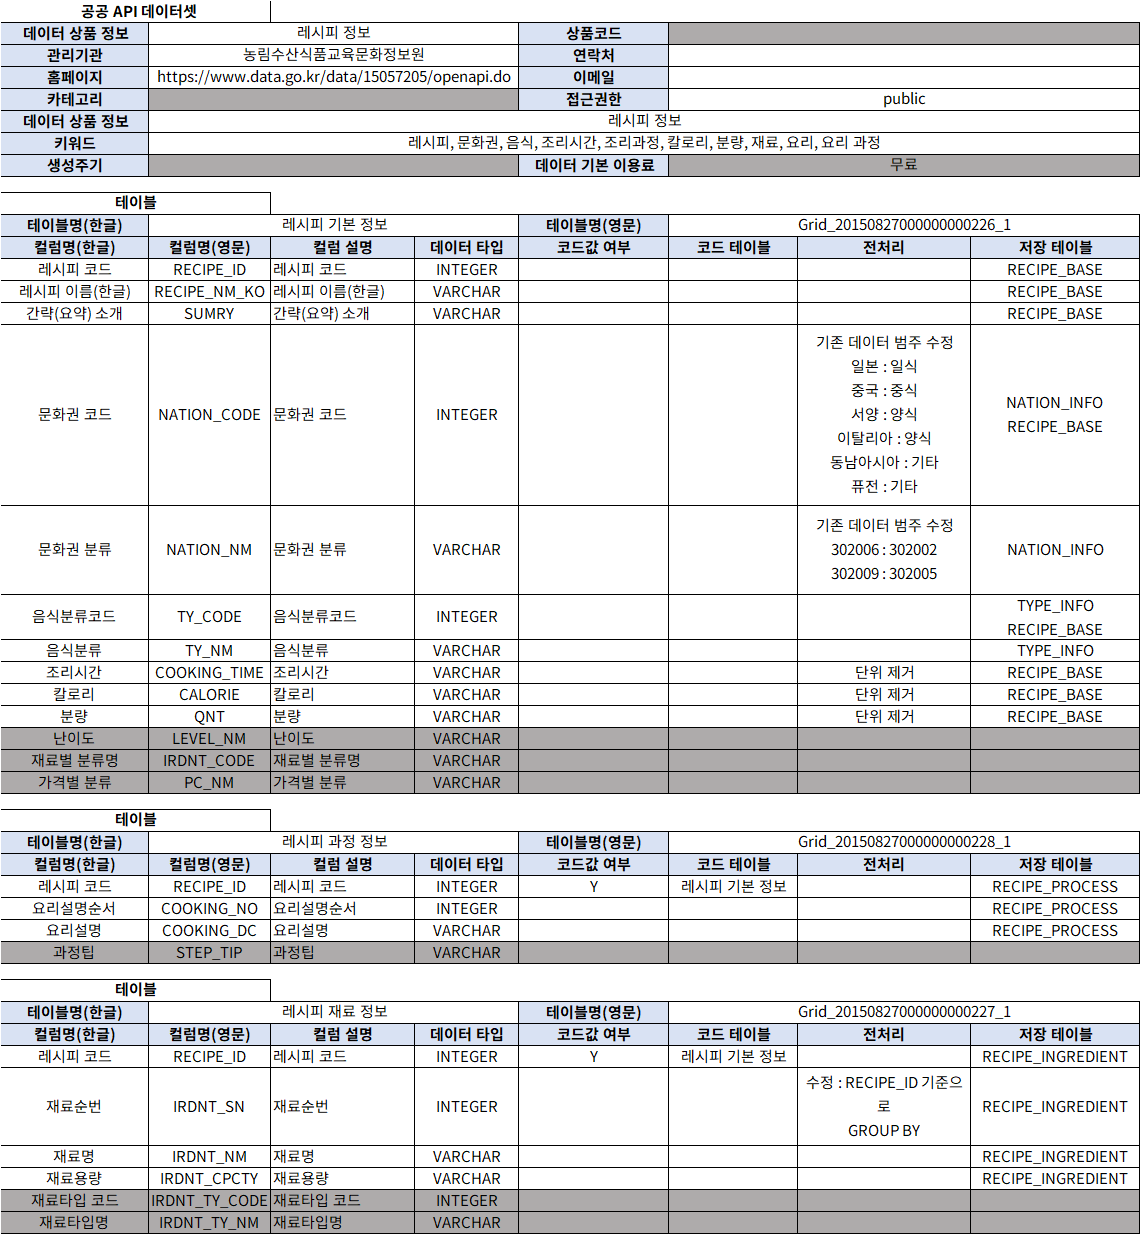 공공 API 데이터셋
데이터 상품 정보 레시피 정보 상품코드
관리기관 농림수산식품교육문화정보원 연락처
홈페이지 https://www.data.go.kr/data/15057205/openapi.do 이메일
카테고리 접근권한 public
데이터 상품 정보 레시피 정보
키워드 레시피, 문화권, 음식, 조리시간, 조리과정, 칼로리, 분량, 재료, 요리, 요리 과정
생성주기 데이터 기본 이용료 무료
테이블
테이블명(한글) 레시피 기본 정보 테이블명(영문) Grid_20150827000000000226_1
컬럼명(한글) 컬럼명(영문) 컬럼 설명 데이터 타입 코드값 여부 코드 테이블 전처리 저장 테이블
레시피 코드 RECIPE_ID 레시피 코드 INTEGER RECIPE_BASE
레시피 이름(한글) RECIPE_NM_KO 레시피 이름(한글) VARCHAR RECIPE_BASE
간략(요약) 소개 SUMRY 간략(요약) 소개 VARCHAR RECIPE_BASE
문화권 코드 NATION_CODE 문화권 코드 INTEGER
기존 데이터 범주 수정
일본 : 일식
중국 : 중식
서양 : 양식
이탈리아 : 양식
동남아시아 : 기타
퓨전 : 기타
NATION_INFO
RECIPE_BASE
문화권 분류 NATION_NM 문화권 분류 VARCHAR
기존 데이터 범주 수정
302006 : 302002
302009 : 302005
NATION_INFO
음식분류코드 TY_CODE 음식분류코드 INTEGER
TYPE_INFO
RECIPE_BASE
음식분류 TY_NM 음식분류 VARCHAR TYPE_INFO
조리시간 COOKING_TIME 조리시간 VARCHAR 단위 제거 RECIPE_BASE
칼로리 CALORIE 칼로리 VARCHAR 단위 제거 RECIPE_BASE
분량 QNT 분량 VARCHAR 단위 제거 RECIPE_BASE
난이도 LEVEL_NM 난이도 VARCHAR
재료별 분류명 IRDNT_CODE 재료별 분류명 VARCHAR
가격별 분류 PC_NM 가격별 분류 VARCHAR
테이블
테이블명(한글) 레시피 과정 정보 테이블명(영문) Grid_20150827000000000228_1
컬럼명(한글) 컬럼명(영문) 컬럼 설명 데이터 타입 코드값 여부 코드 테이블 전처리 저장 테이블
레시피 코드 RECIPE_ID 레시피 코드 INTEGER Y 레시피 기본 정보 RECIPE_PROCESS
요리설명순서 COOKING_NO 요리설명순서 INTEGER RECIPE_PROCESS
요리설명 COOKING_DC 요리설명 VARCHAR RECIPE_PROCESS
과정팁 STEP_TIP 과정팁 VARCHAR
테이블
테이블명(한글) 레시피 재료 정보 테이블명(영문) Grid_20150827000000000227_1
컬럼명(한글) 컬럼명(영문) 컬럼 설명 데이터 타입 코드값 여부 코드 테이블 전처리 저장 테이블
레시피 코드 RECIPE_ID 레시피 코드 INTEGER Y 레시피 기본 정보 RECIPE_INGREDIENT
재료순번 IRDNT_SN 재료순번 INTEGER
수정 : RECIPE_ID 기준으
로
GROUP BY
RECIPE_INGREDIENT
재료명 IRDNT_NM 재료명 VARCHAR RECIPE_INGREDIENT
재료용량 IRDNT_CPCTY 재료용량 VARCHAR RECIPE_INGREDIENT
재료타입 코드 IRDNT_TY_CODE 재료타입 코드 INTEGER
재료타입명 IRDNT_TY_NM 재료타입명 VARCHAR